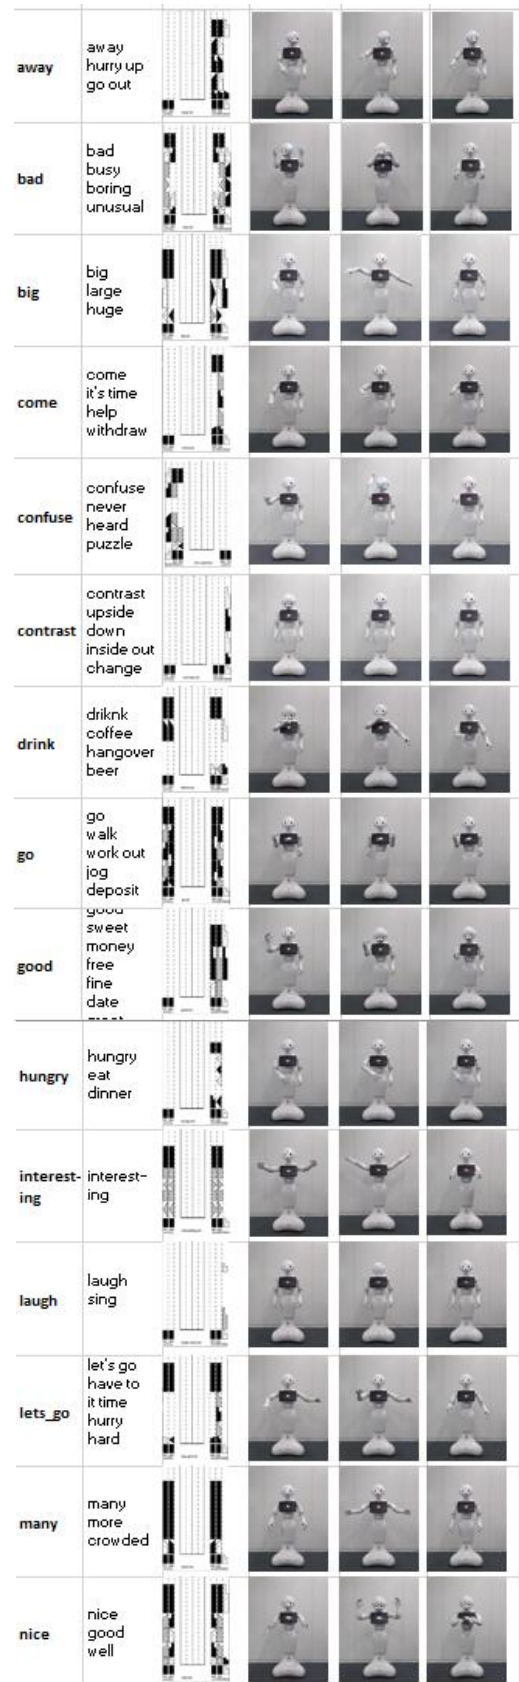 away
away
hurry up
go out
bad
bad
busy
boring
unusual
big
big
large
huge
come
come
it's time
help
withdraw
confuse
confuse
never
heard
puzzle
contrast
contrast
upside
down
inside out
change
drink
driknk
coffee
hangover
beer
go
go
walk
work out
jog
deposit
good
good
sweet
money
free
fine
date
hungry
hungry
eat
dinner
interest-
ing
interest-
ing
laugh
laugh
sing
lets_go
let's go
have to
it time
hurry
hard
many
many
more
crowded
nice
nice
good
well